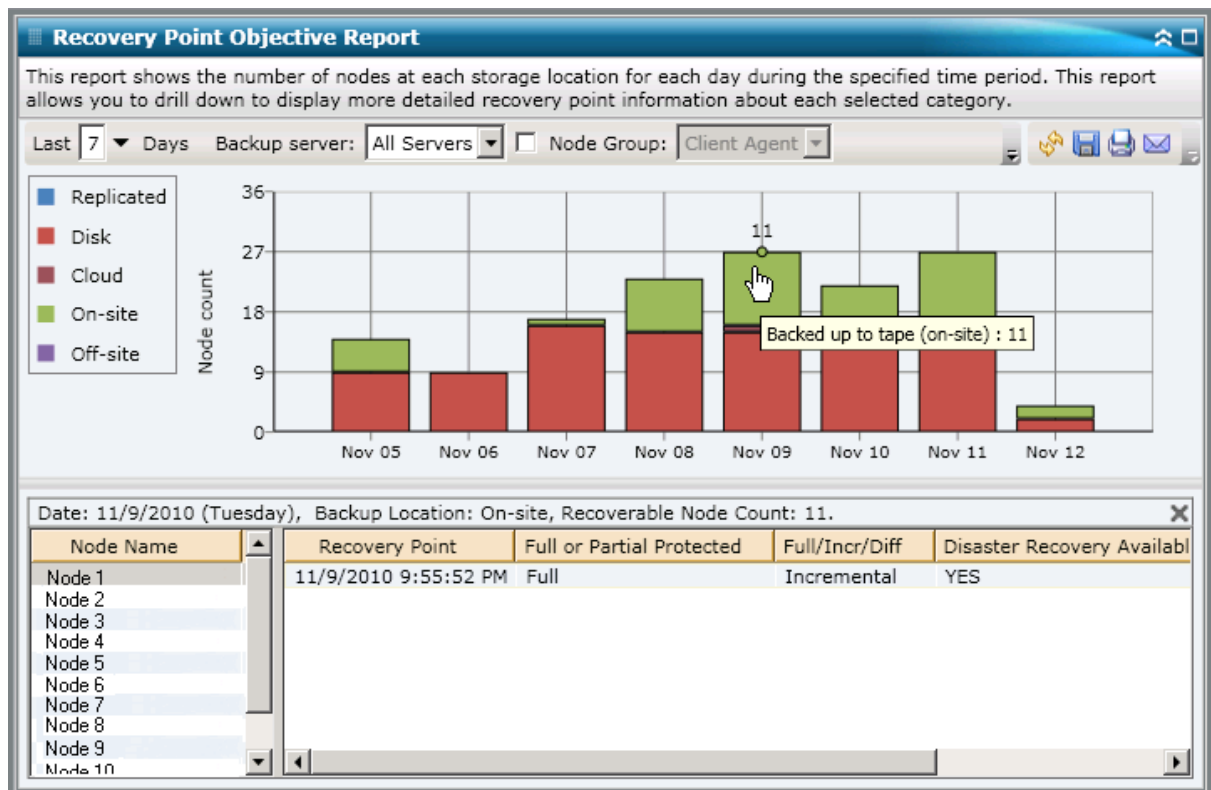 Recovery Point Objective Report
This report shows the number of nodes at each storage location for each day during the specified time period. This report
allows you to drill down to display more detailed recovery point information about each selected category.
Last 7 Days Backup server: All Servers Node Group: Client Agent
Replicated
Disk
Cloud
On-site
Off-site
Node count
36
27
18
9
0
11
Backed up to tape (on-site) : 11
Nov 05 Nov 06 Nov 07 Nov 08 Nov 09 Nov 10 Nov 11 Nov 12
Date: 11/9/2010 (Tuesday), Backup Location: On-site, Recoverable Node Count: 11.
Node Name Recovery Point Full or Partial Protected Full/Incr/Diff Disaster Recovery Availabl
Node 1 11/9/2010 9:55:52 PM Full Incremental YES
Node 2
Node 3
Node 4
Node 5
Node 6
Node 7
Node 8
Node 9
Node 10